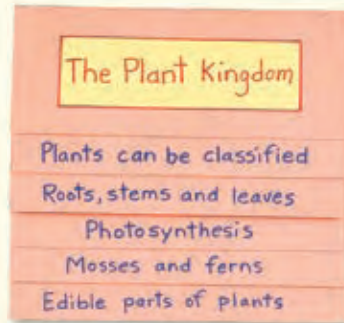 The Plant Kingdom
Plants can be classified
Roots, stems and leaves
Photosynthesis
Mosses and ferns
Edible parts of plants